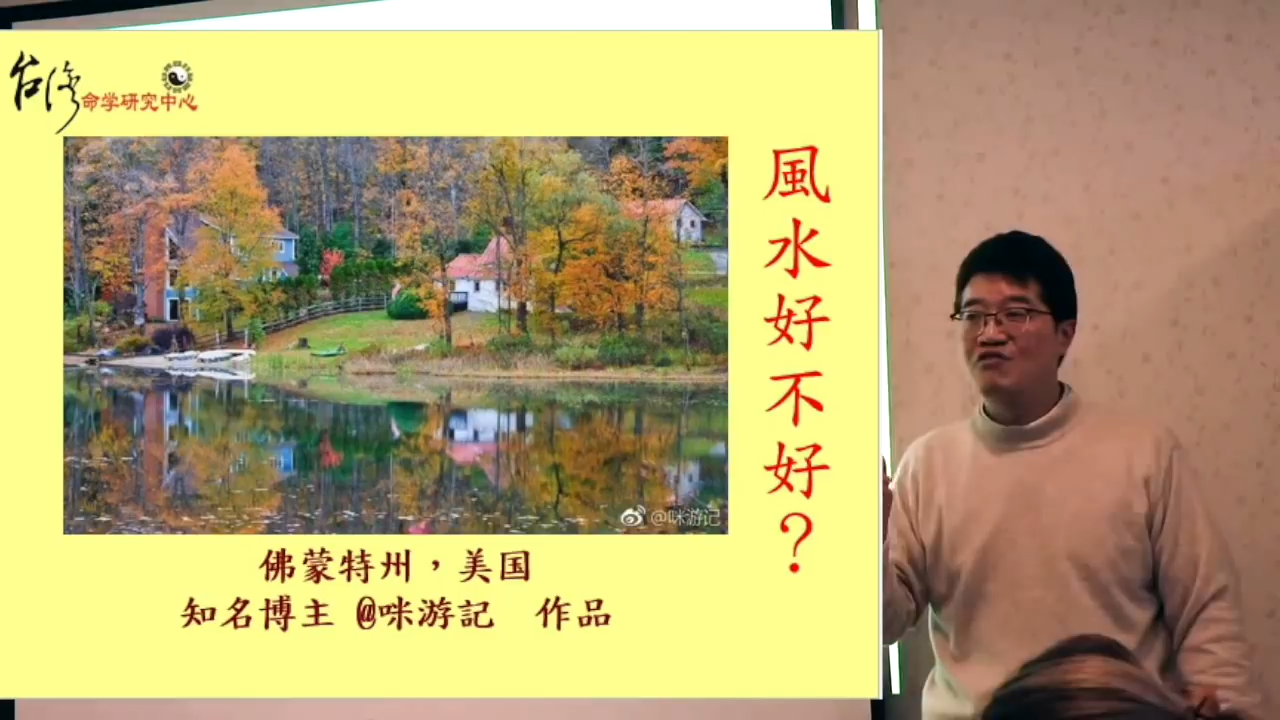 台湾
命学研究中心
風水好不好？
@咪游记
佛蒙特州，美国
知名博主 @咪游記 作品